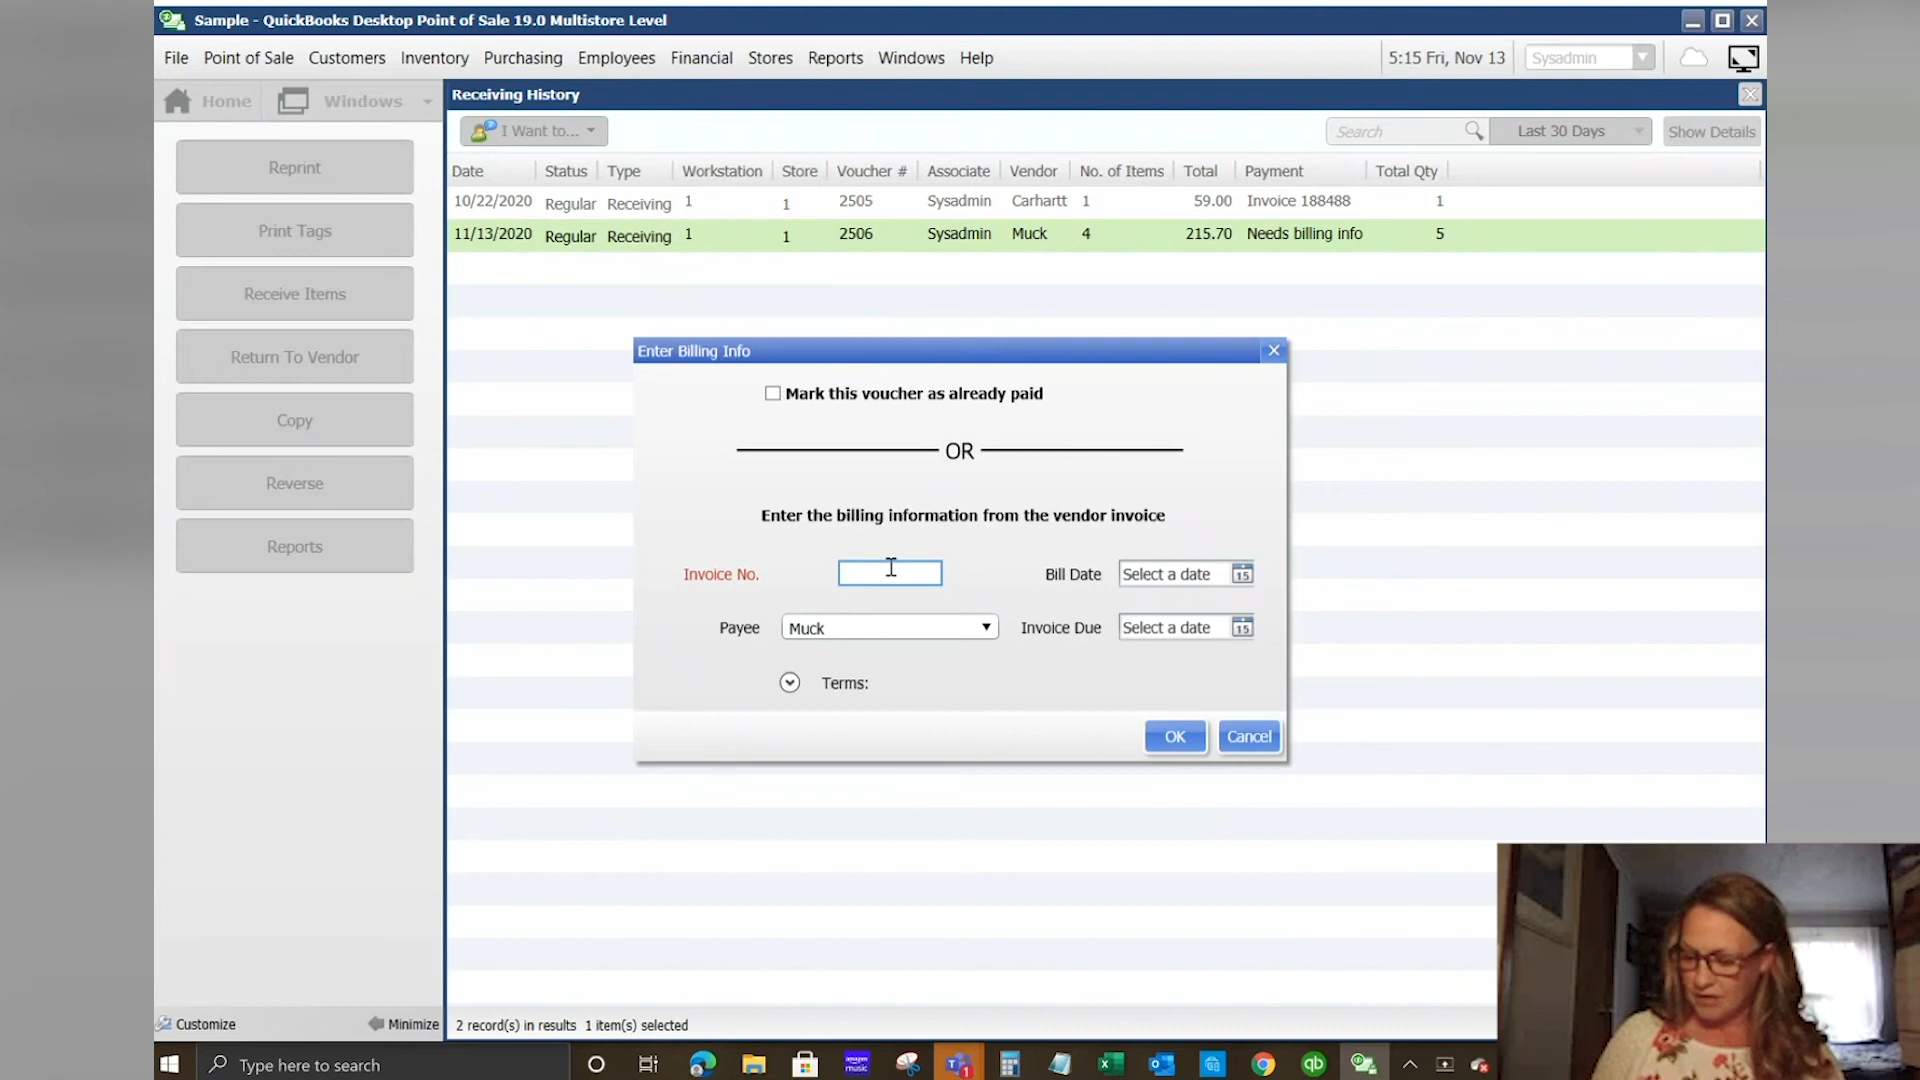 Sample - QuickBooks Desktop Point of Sale 19.0 Multistore Level
File Point of Sale Customers Inventory Purchasing Employees Financial Stores Reports Windows Help 5:15 Fri, Nov 13 Sysadmin
Home Windows
Receiving History
I Want to... Search Last 30 Days Show Details
Date Status Type Workstation Store Voucher # Associate Vendor No. of Items Total Payment Total Qty
10/22/2020 Regular Receiving 1 1 2505 Sysadmin Carhartt 1 59.00 Invoice 188488 1
11/13/2020 Regular Receiving 1 1 2506 Sysadmin Muck 4 215.70 Needs billing info 5
Reprint
Print Tags
Receive Items
Return To Vendor
Copy
Reverse
Reports
Enter Billing Info
Mark this voucher as already paid
OR
Enter the billing information from the vendor invoice
Invoice No. Bill Date Select a date 15
Payee Muck Invoice Due Select a date 15
Terms:
OK Cancel
Customize Minimize
2 record(s) in results 1 item(s) selected
Type here to search
amazon music
1
qb